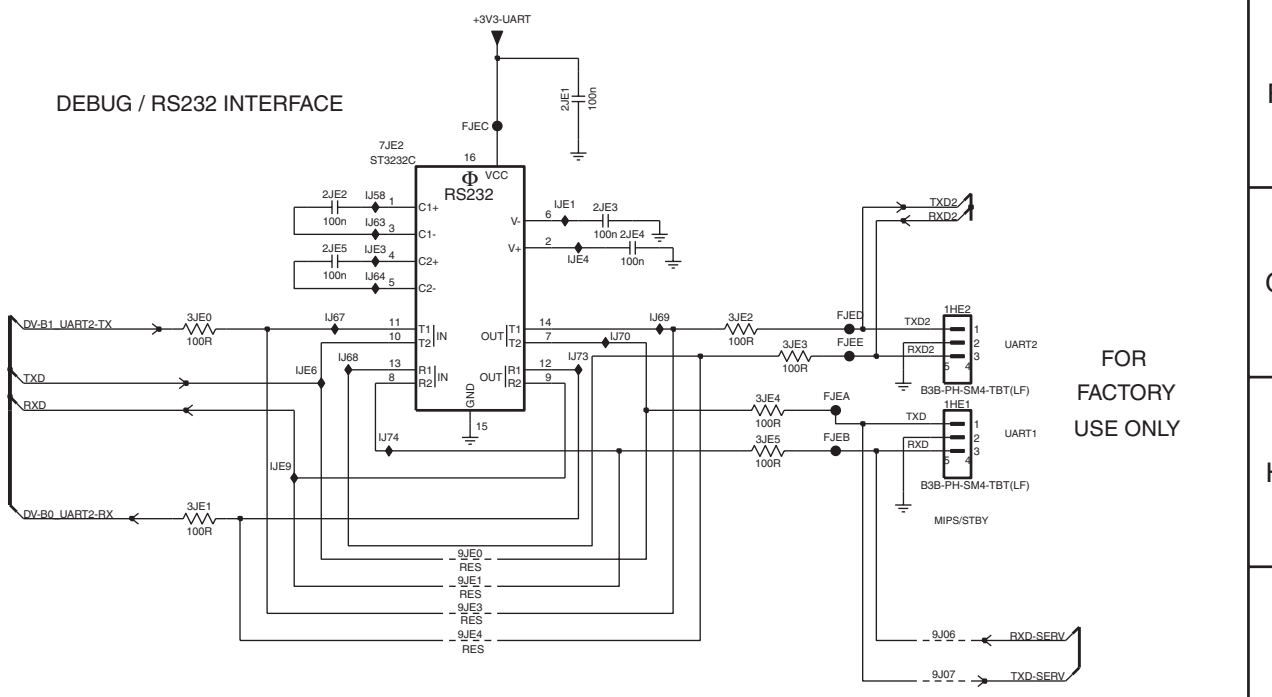 +3V3-UART
DEBUG / RS232 INTERFACE
2JE1
100n
FJEC
7JE2
ST3232C
16
VCC
Φ
RS232
2JE2
100n
IJ58
1
C1+
IJ63
3
C1-
2JE5
100n
IJE3
4
C2+
IJ64
5
C2-
V-
6
IJE1
2JE3
100n
V+
2
IJE4
2JE4
100n
TXD2
RXD2
DV-B1_UART2-TX
3JE0
100R
IJ67
11
T1
10
T2
IN
IJ68
13
R1
8
R2
IN
IJE6
OUT
T1
14
T2
7
OUT
R1
12
R2
9
GND
15
IJ69
IJ70
IJ73
3JE2
100R
FJED
3JE3
100R
FJEE
TXD
RXD
IJ74
IJE9
3JE4
100R
FJEA
3JE5
100R
FJEB
1HE2
TXD2
1
2
RXD2
3
5
4
UART2
B3B-PH-SM4-TBT(LF)
1HE1
TXD
1
2
RXD
3
5
4
UART1
B3B-PH-SM4-TBT(LF)
MIPS/STBY
FOR
FACTORY
USE ONLY
DV-B0_UART2-RX
3JE1
100R
9JE0
RES
9JE1
RES
9JE3
RES
9JE4
RES
9J06
RXD-SERV
9J07
TXD-SERV